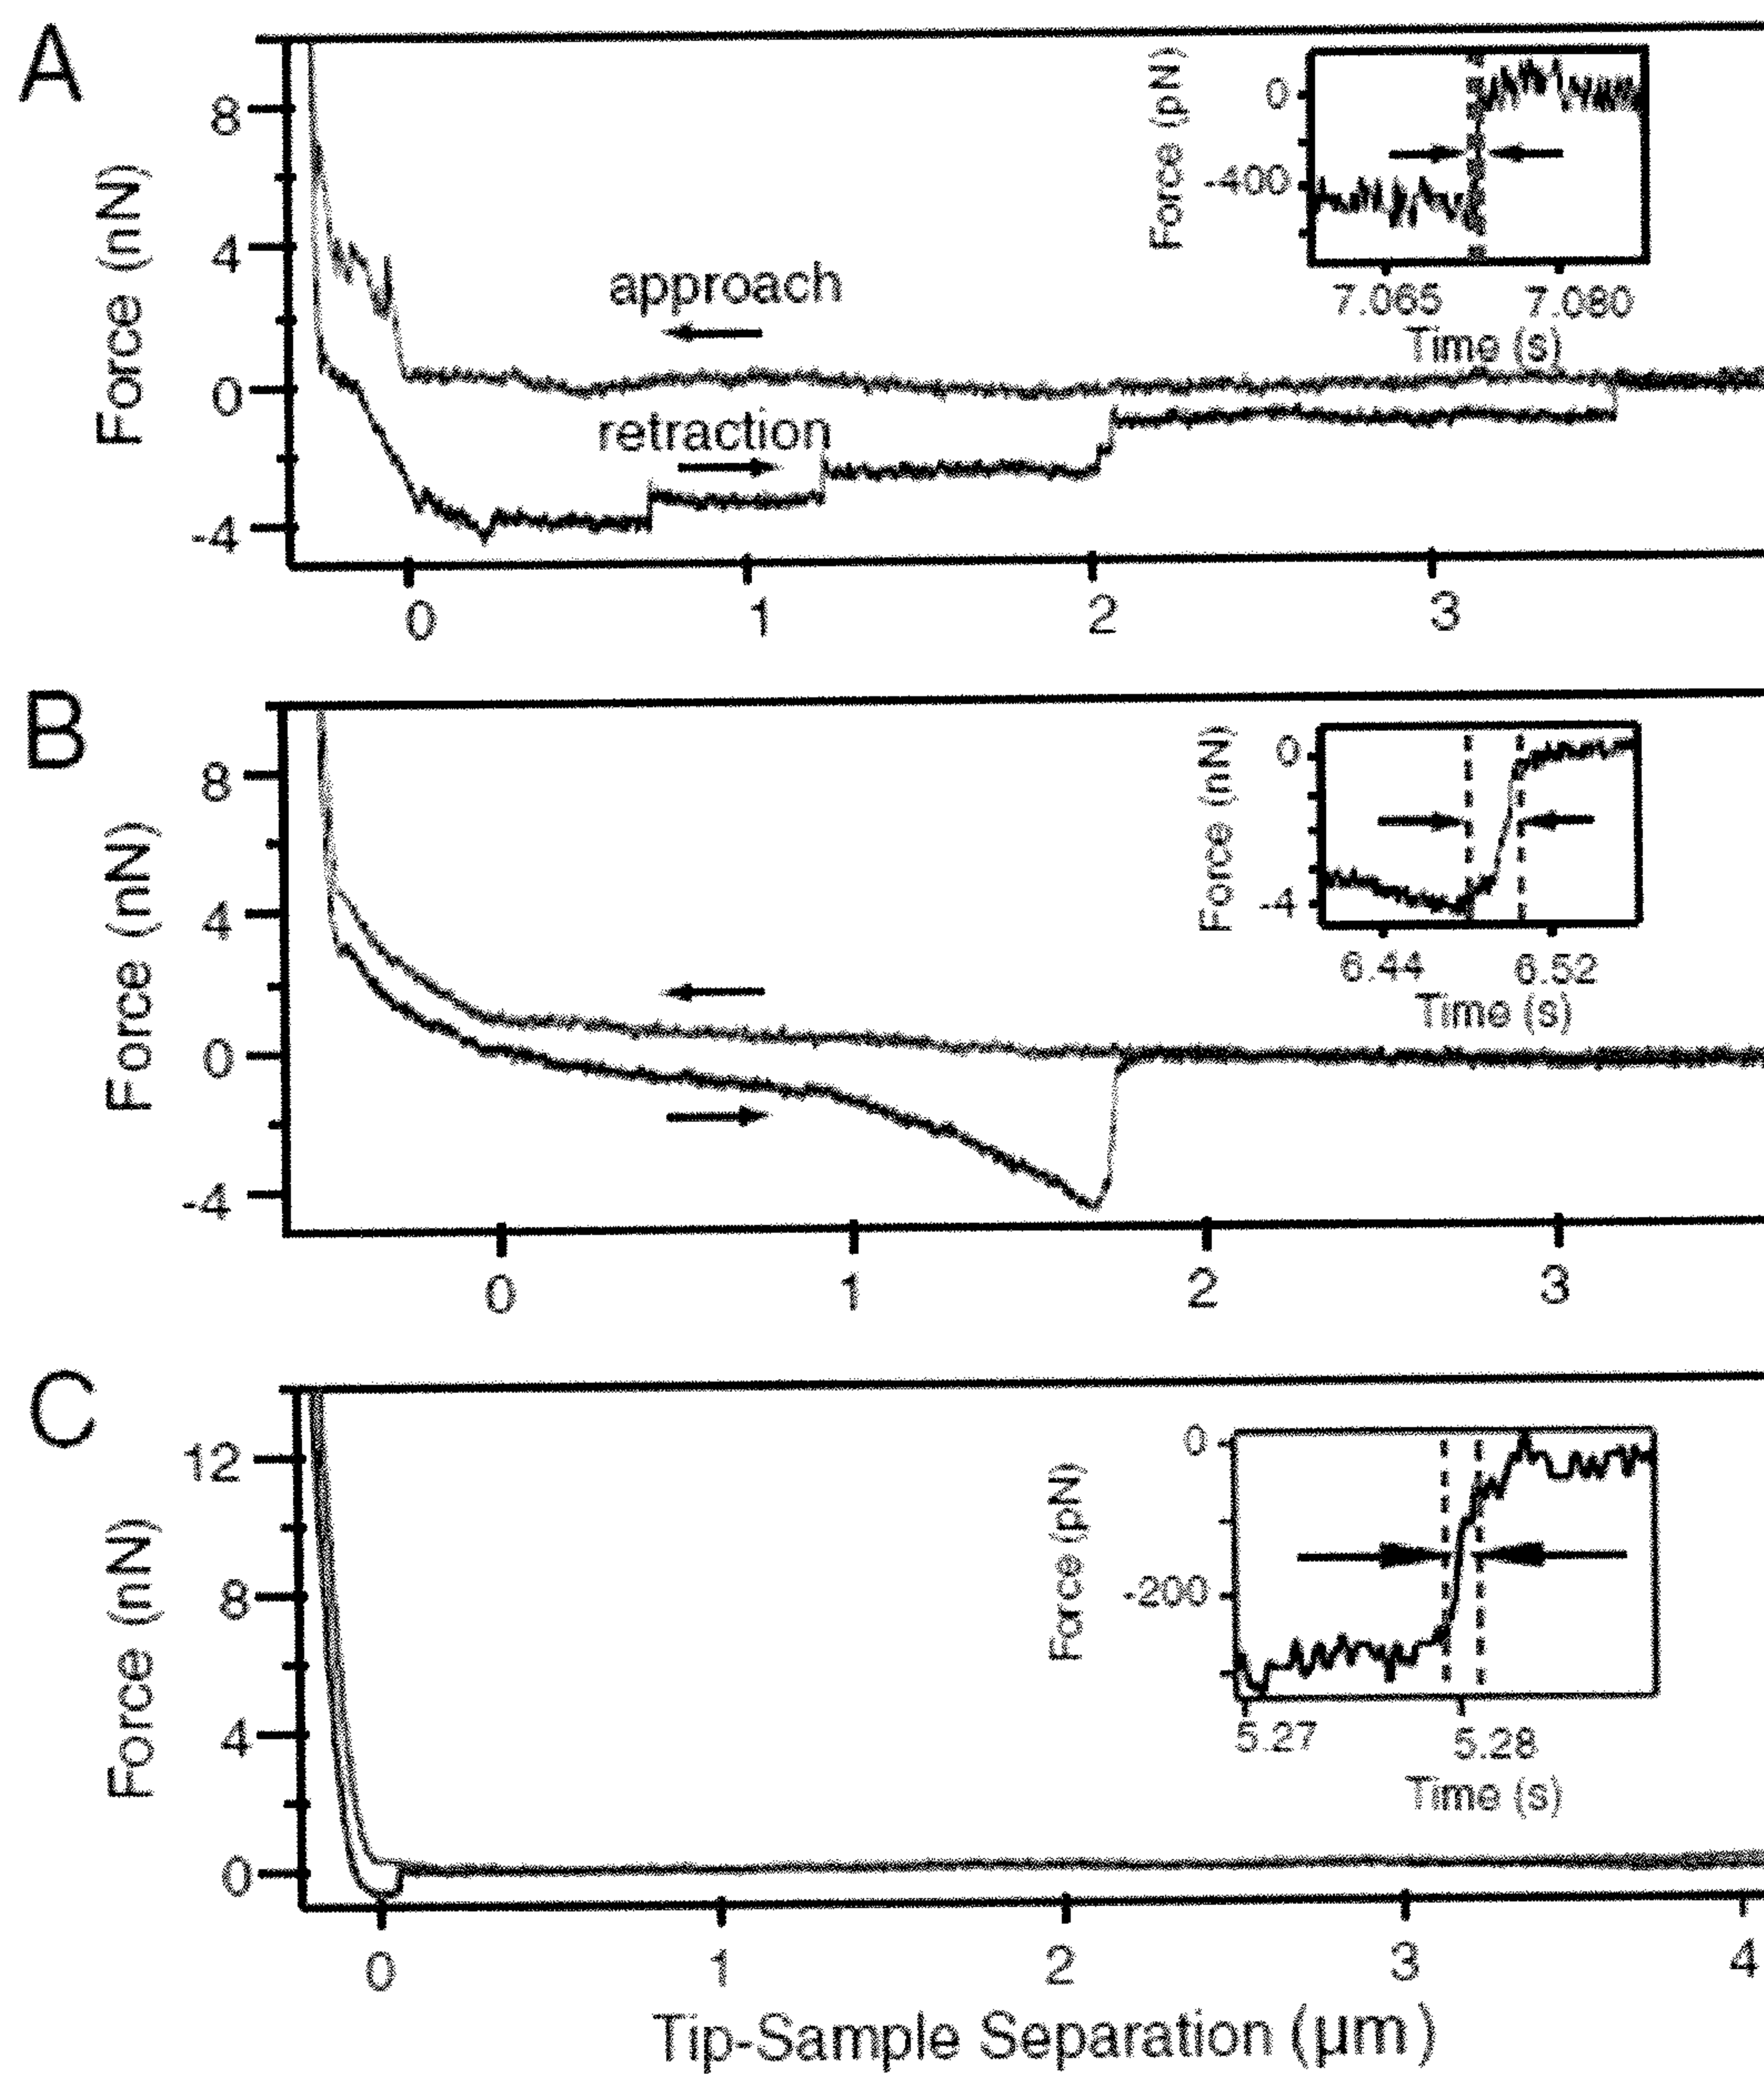 A
Force (nN)
8
4
0
-4
approach
retraction
Force (pN)
0
-400
7.065 7.080
Time (s)
0 1 2 3
B
Force (nN)
8
4
0
-4
Force (nN)
0
-4
6.44 6.52
Time (s)
0 1 2 3
C
Force (nN)
12
8
4
0
Force (pN)
0
-200
5.27 5.28
Time (s)
0 1 2 3 4
Tip-Sample Separation (µm)